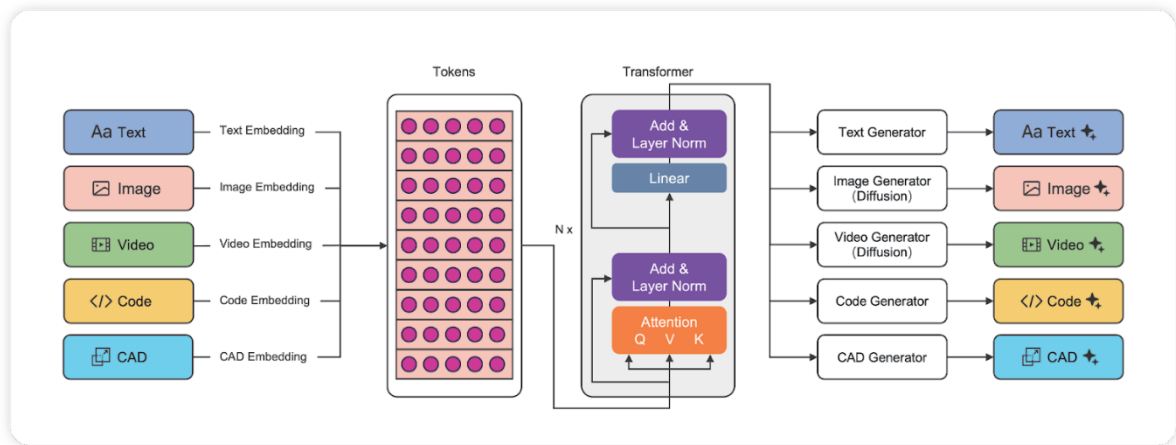 Tokens
Transformer
Aa Text
Text Embedding
Image
Image Embedding
Video
Video Embedding
</> Code
Code Embedding
CAD
CAD Embedding
N x
Add &
Layer Norm
Linear
Add &
Layer Norm
Attention
Q V K
Text Generator
Aa Text
Image Generator
(Diffusion)
Image
Video Generator
(Diffusion)
Video
Code Generator
</> Code
CAD Generator
CAD